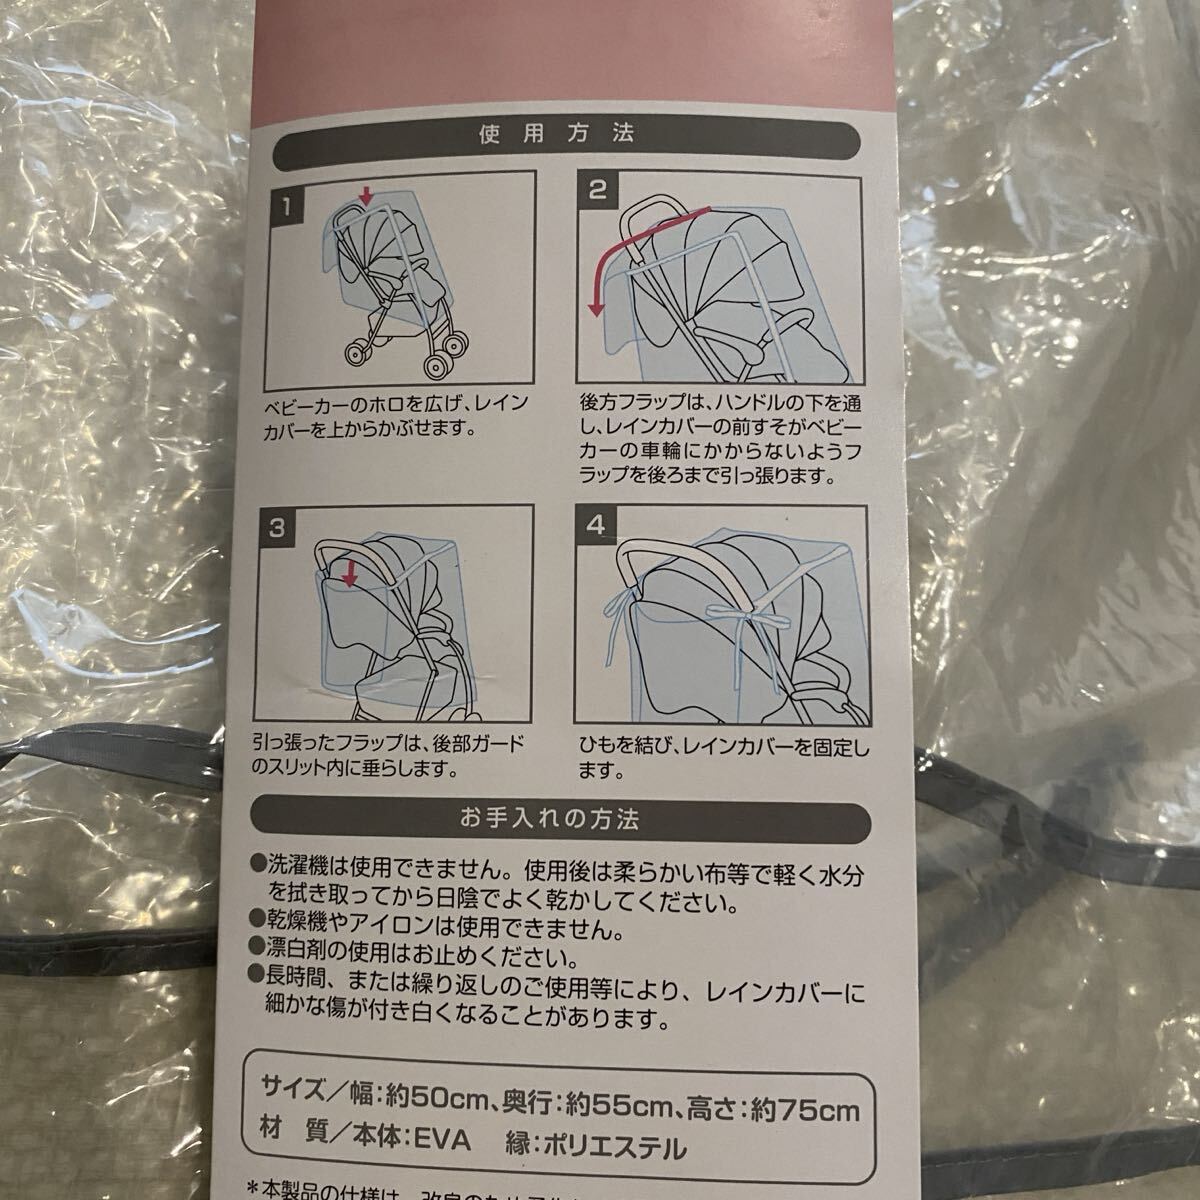 使用方法
1
ベビーカーのホロを広げ、レイン
カバーを上からかぶせます。
2
後方フラップは、ハンドルの下を通
し、レインカバーの前すそがベビー
カーの車輪にかからないようフ
ラップを後ろまで引っ張ります。
3
引っ張ったフラップは、後部ガード
のスリット内に垂らします。
4
ひもを結び、レインカバーを固定し
ます。
お手入れの方法
●洗濯機は使用できません。使用後は柔らかい布等で軽く水分
を拭き取ってから日陰でよく乾かしてください。
●乾燥機やアイロンは使用できません。
●漂白剤の使用はお止めください。
●長時間、または繰り返しのご使用等により、レインカバーに
細かな傷が付き白くなることがあります。
サイズ/幅:約50cm、奥行:約55cm、高さ:約75cm
材 質/本体:EVA 縁:ポリエステル
*本製品の仕様は、改良のため